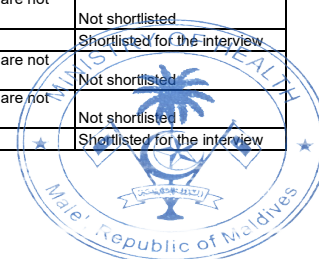 are not
Not shortlisted
Shortlisted for the interview
are not
Not shortlisted
are not
Not shortlisted
Shortlisted for the interview
MINISTRY OF HEALTH
Male' Republic of Maldives